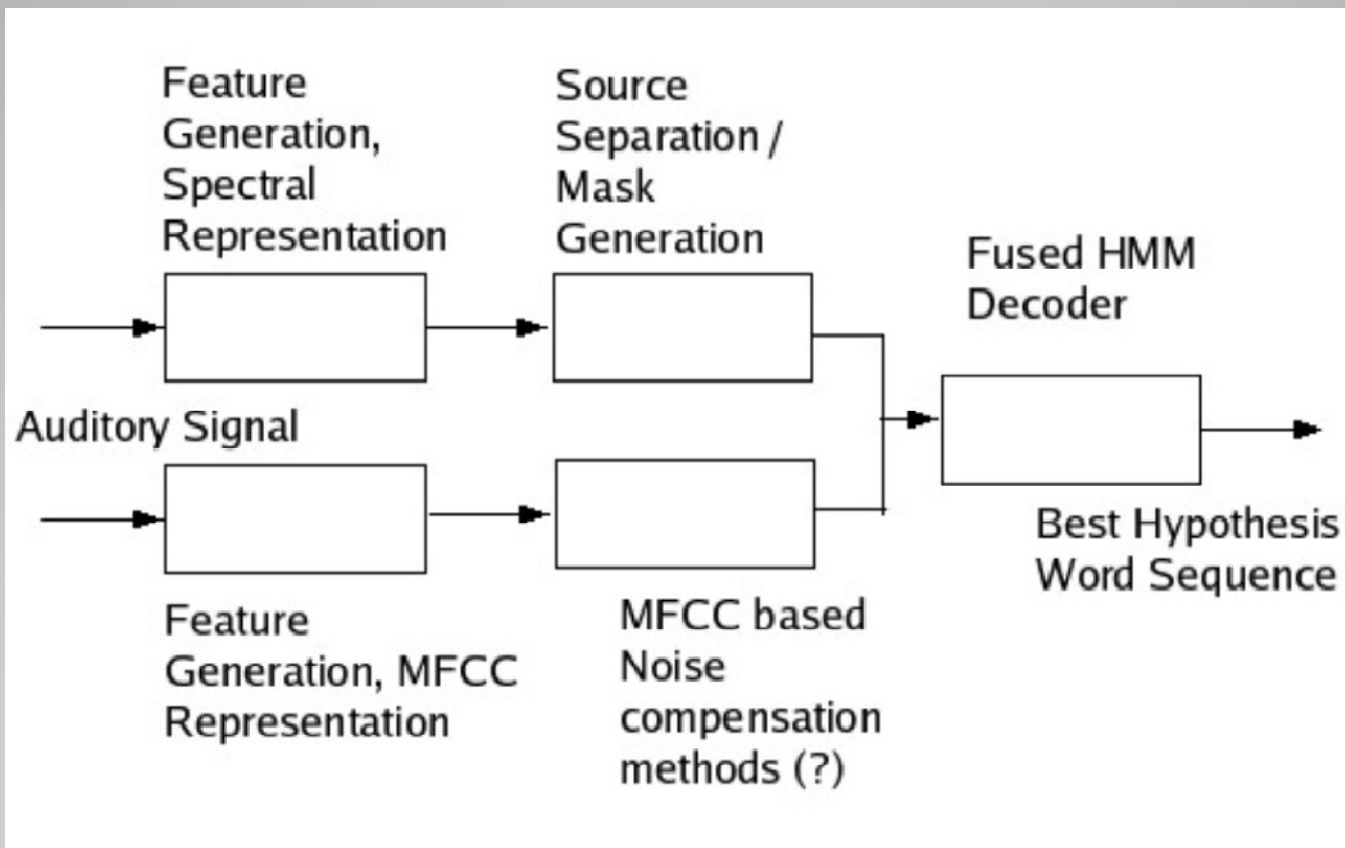 Feature
Generation,
Spectral
Representation
Source
Separation /
Mask
Generation
Fused HMM
Decoder
Auditory Signal
Feature
Generation, MFCC
Representation
MFCC based
Noise
compensation
methods (?)
Best Hypothesis
Word Sequence